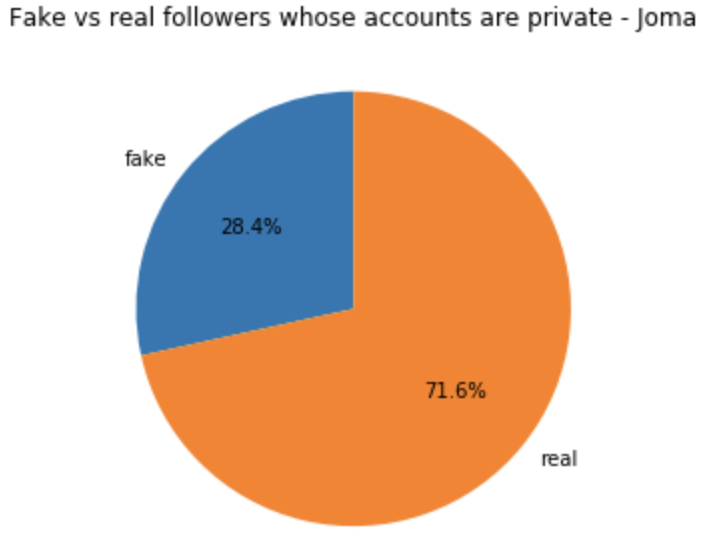 Fake vs real followers whose accounts are private - Joma
fake
28.4%
71.6%
real